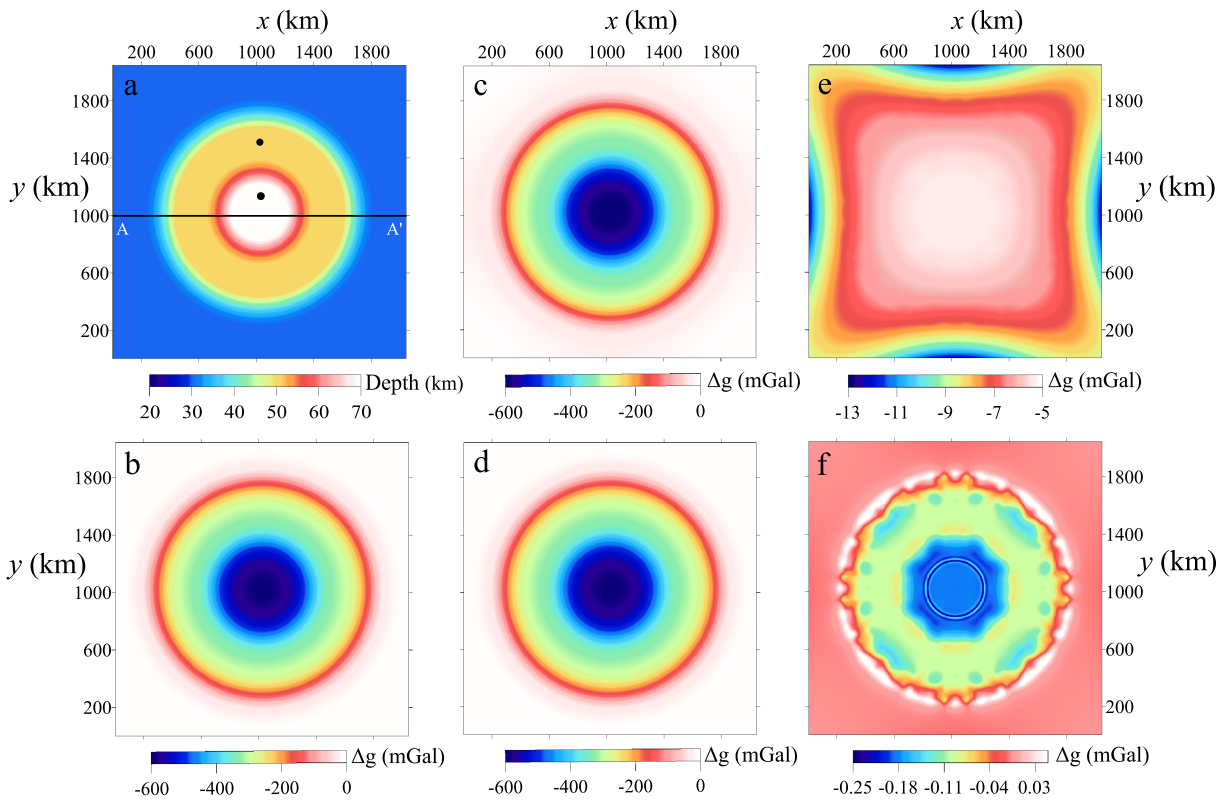 x (km)
x (km)
x (km)
200 600 1000 1400 1800
200 600 1000 1400 1800
200 600 1000 1400 1800
a
1800
1400
y (km)
1000
600
200
A
A'
c
e
1800
1400
y (km)
1000
600
200
Depth (km)
20 30 40 50 60 70
Δg (mGal)
-600 -400 -200 0
Δg (mGal)
-13 -11 -9 -7 -5
b
1800
1400
y (km)
1000
600
200
d
f
1800
1400
y (km)
1000
600
200
Δg (mGal)
-600 -400 -200 0
Δg (mGal)
-600 -400 -200 0
Δg (mGal)
-0.25 -0.18 -0.11 -0.04 0.03